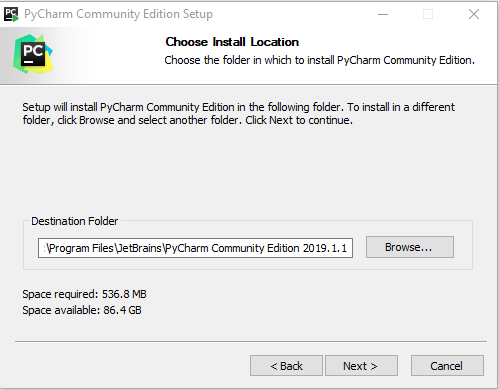 PC PyCharm Community Edition Setup
PC
Choose Install Location
Choose the folder in which to install PyCharm Community Edition.
Setup will install PyCharm Community Edition in the following folder. To install in a different
folder, click Browse and select another folder. Click Next to continue.
Destination Folder
:\Program Files\JetBrains\PyCharm Community Edition 2019.1.1
Browse...
Space required: 536.8 MB
Space available: 86.4 GB
< Back
Next >
Cancel